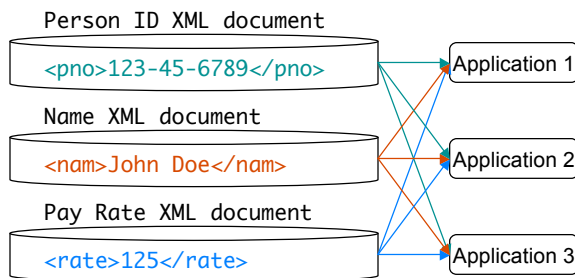 Person ID XML document
<pno>123-45-6789</pno>
Application 1
Name XML document
<nam>John Doe</nam>
Application 2
Pay Rate XML document
<rate>125</rate>
Application 3